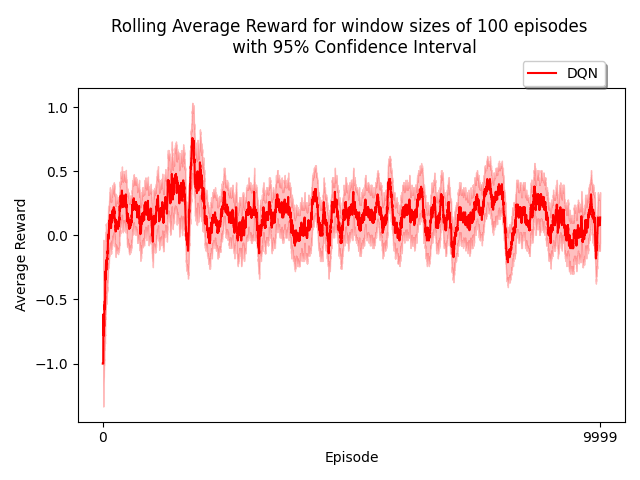 Rolling Average Reward for window sizes of 100 episodes
with 95% Confidence Interval
DQN
1.0
0.5
0.0
−0.5
−1.0
Average Reward
0
9999
Episode